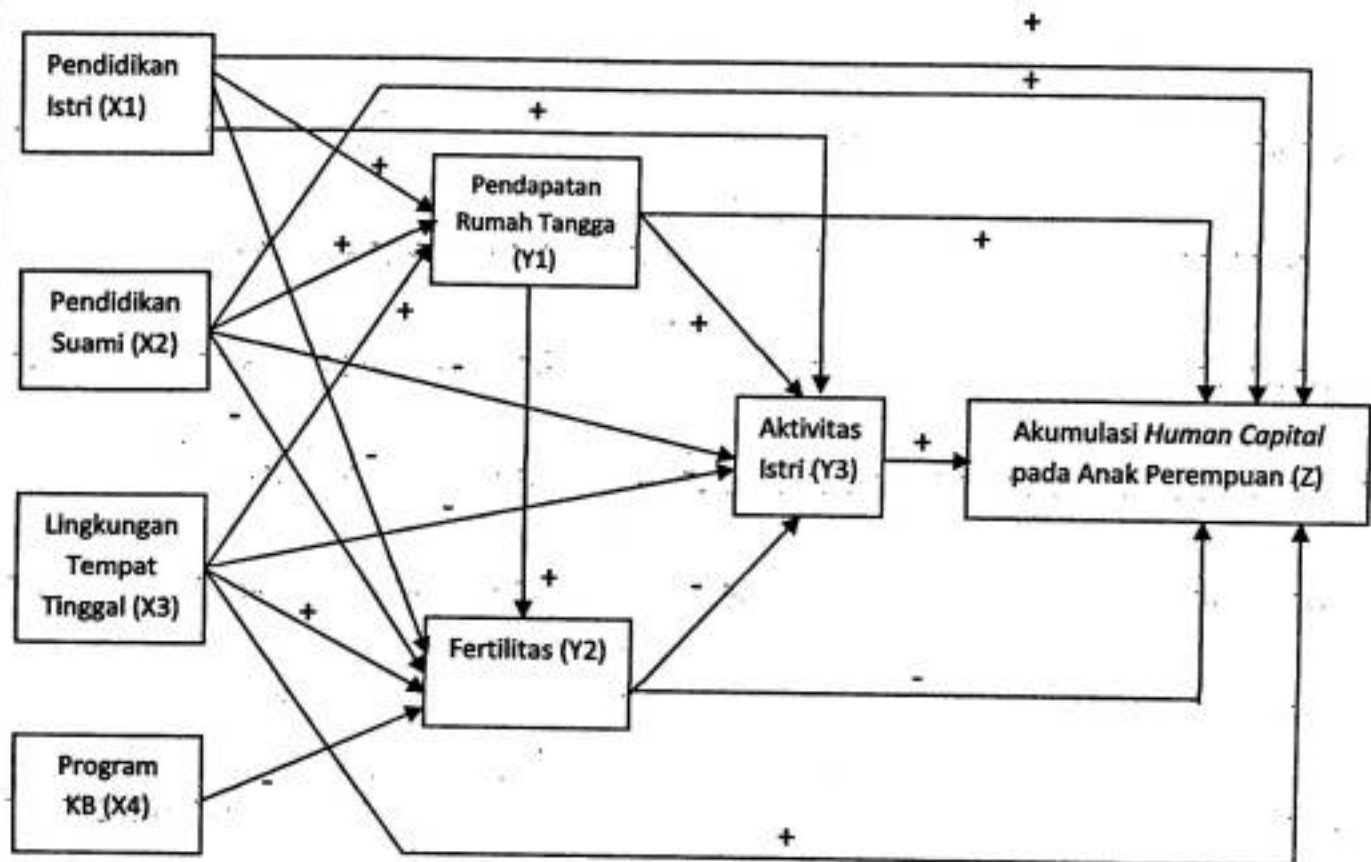 +
+
Pendidikan
Istri (X1)
+
+
Pendapatan
Rumah Tangga
(Y1)
+
+
Pendidikan
Suami (X2)
+
+
-
-
Aktivitas
Istri (Y3)
+
Akumulasi Human Capital
pada Anak Perempuan (Z)
-
-
Lingkungan
Tempat
Tinggal (X3)
+
+
-
Fertilitas (Y2)
-
Program
KB (X4)
-
+